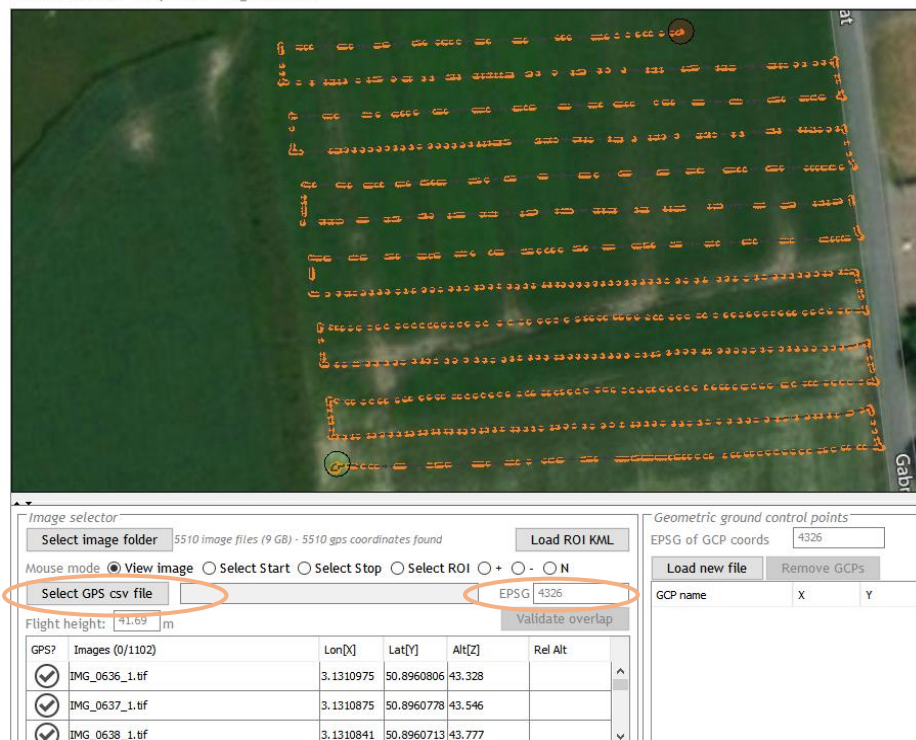 at
Gabr
Image selector
Select image folder 5510 image files (9 GB) - 5510 gps coordinates found Load ROI KML
Mouse mode View image Select Start Select Stop Select ROI + - N
Select GPS csv file EPSG 4326
Flight height: 41.69 m Validate overlap
GPS? Images (0/1102) Lon[X] Lat[Y] Alt[Z] Rel Alt
IMG_0636_1.tif 3.1310975 50.8960806 43.328
IMG_0637_1.tif 3.1310875 50.8960778 43.546
IMG_0638_1.tif 3.1310841 50.8960713 43.777
Geometric ground control points
EPSG of GCP coords 4326
Load new file Remove GCPs
GCP name X Y